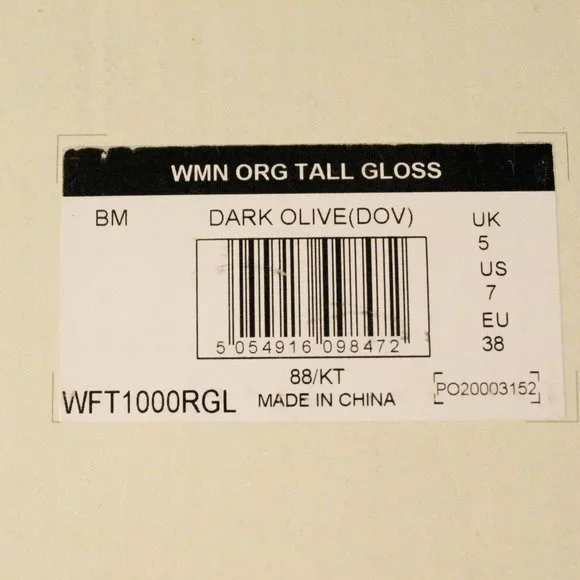 WMN ORG TALL GLOSS
BM
DARK OLIVE(DOV)
UK
5
US
7
EU
38
5 054916 098472
88/KT
MADE IN CHINA
WFT1000RGL
PO20003152